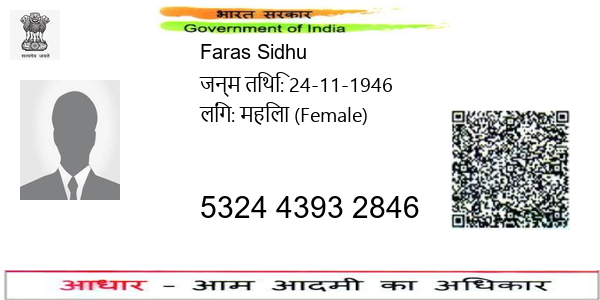 भारत सरकार
Government of India
सत्यमेव जयते
Faras Sidhu
जन्म तिथि: 24-11-1946
लिंग: महिला (Female)
5324 4393 2846
आधार – आम आदमी का अधिकार